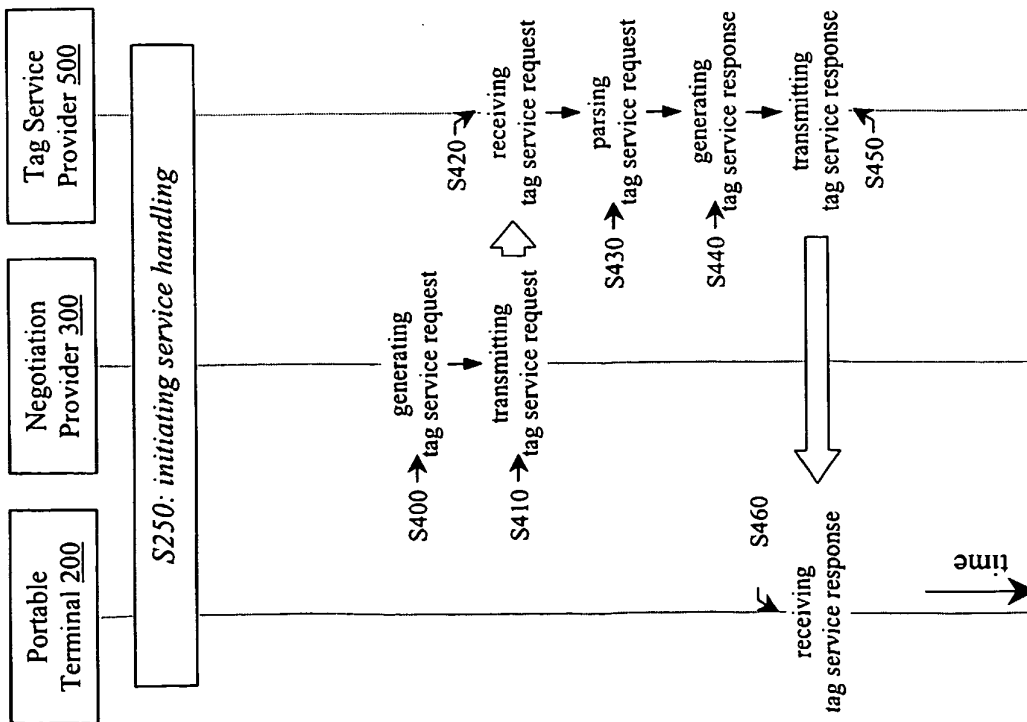 Portable
Terminal 200
Negotiation
Provider 300
Tag Service
Provider 500
S250: initiating service handling
S400
generating
tag service request
S410
transmitting
tag service request
S420
receiving
tag service request
S430
parsing
tag service request
S440
generating
tag service response
transmitting
tag service response
S450
S460
receiving
tag service response
time